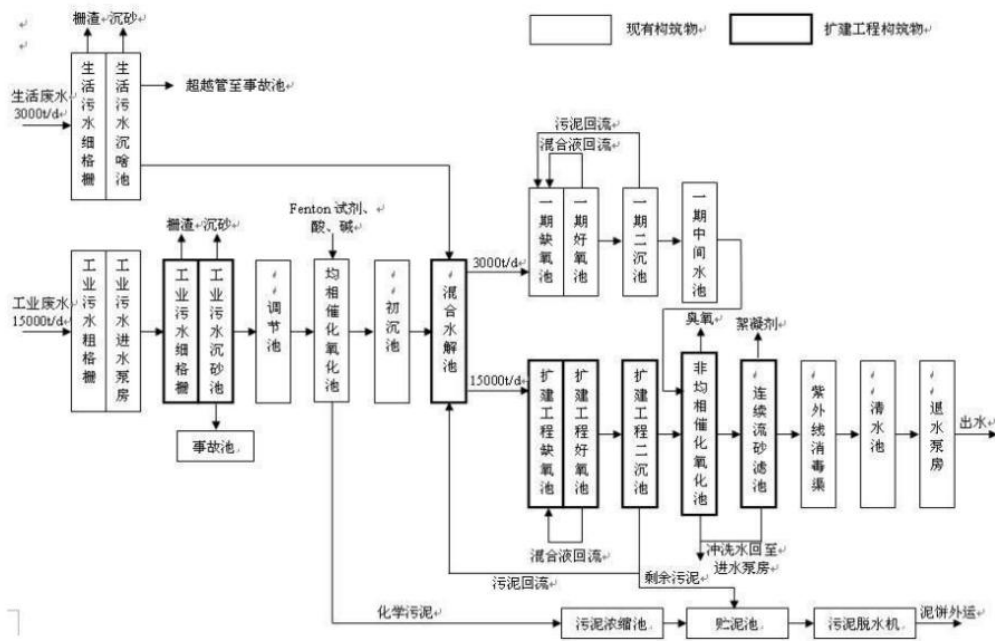 栅渣 沉砂
现有构筑物
扩建工程构筑物
生活污水细格栅
生活污水沉啥池
超越管至事故池
生活废水
3000t/d
污泥回流
混合液回流
Fenton 试剂、
酸、碱
栅渣 沉砂
一期缺氧池
一期好氧池
一期二沉池
一期中间水池
3000t/d
工业废水
15000t/d
工业污水粗格栅
工业污水进水泵房
工业污水细格栅
工业污水沉砂池
调节池
均相催化氧化池
初沉池
混合水解池
臭氧
絮凝剂
15000t/d
扩建工程缺氧池
扩建工程好氧池
扩建工程二沉池
非均相催化氧化池
连续流砂滤池
紫外线消毒渠
清水池
退水泵房
出水
事故池
混合液回流
冲洗水回至
进水泵房
污泥回流
剩余污泥
化学污泥
污泥浓缩池
贮泥池
污泥脱水机
泥饼外运